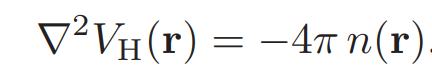 ∇²V_H(𝐫) = −4π n(𝐫).